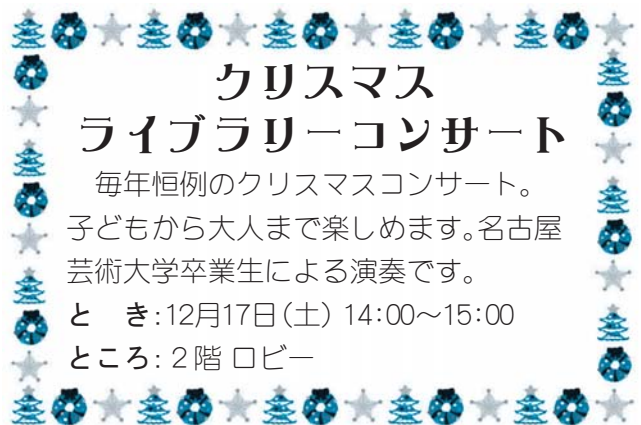 クリスマス
ライブラリーコンサート
毎年恒例のクリスマスコンサート。
子どもから大人まで楽しめます。名古屋
芸術大学卒業生による演奏です。
と　き:12月17日(土) 14:00〜15:00
ところ:２階 ロビー